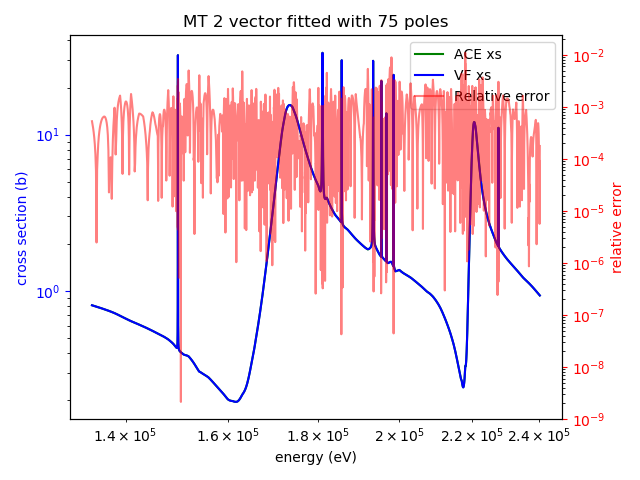 MT 2 vector fitted with 75 poles
ACE xs
VF xs
Relative error
cross section (b)
10¹
10⁰
relative error
10⁻²
10⁻³
10⁻⁴
10⁻⁵
10⁻⁶
10⁻⁷
10⁻⁸
10⁻⁹
1.4 × 10⁵ 1.6 × 10⁵ 1.8 × 10⁵ 2 × 10⁵ 2.2 × 10⁵ 2.4 × 10⁵
energy (eV)